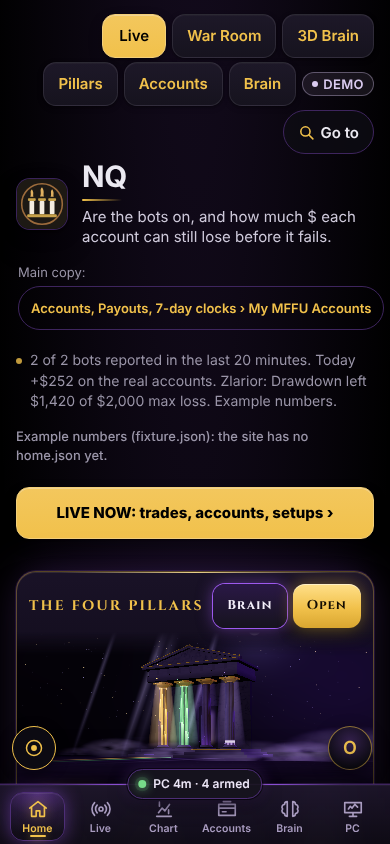 Live
War Room
3D Brain
Pillars
Accounts
Brain
DEMO
Go to
NQ
Are the bots on, and how much $ each
account can still lose before it fails.
Main copy:
Accounts, Payouts, 7-day clocks › My MFFU Accounts
2 of 2 bots reported in the last 20 minutes. Today
+$252 on the real accounts. Zlarior: Drawdown left
$1,420 of $2,000 max loss. Example numbers.
Example numbers (fixture.json): the site has no
home.json yet.
LIVE NOW: trades, accounts, setups ›
THE FOUR PILLARS
BRAIN
OPEN
O
PC 4m · 4 armed
Home
Live
Chart
Accounts
Brain
PC